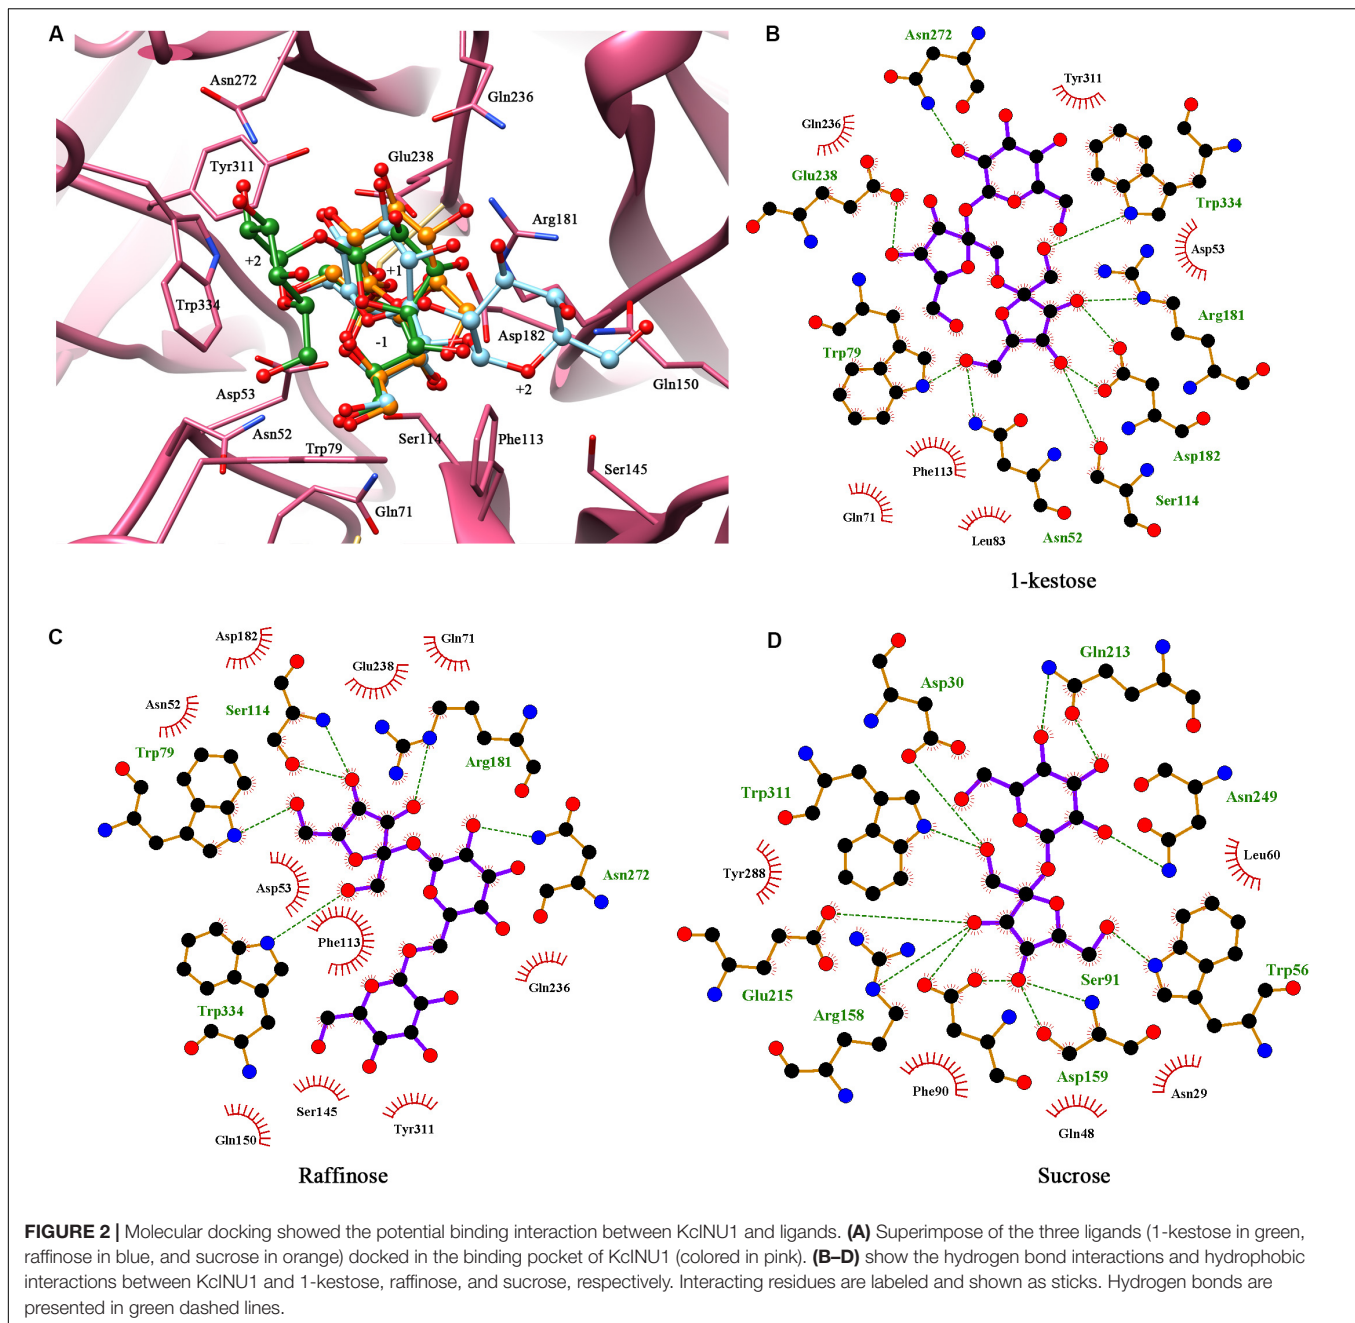 A
Asn272
Gln236
Tyr311
Glu238
Arg181
+2
+1
Trp334
-1
Asp182
Gln150
+2
Asp53
Asn52
Trp79
Ser114
Phe113
Ser145
Gln71
B
Asn272
Tyr311
Gln236
Glu238
Trp334
Asp53
Arg181
Trp79
Phe113
Asp182
Gln71
Ser114
Leu83
Asn52
1-kestose
C
Asp182
Gln71
Glu238
Asn52
Ser114
Trp79
Arg181
Asn272
Asp53
Phe113
Gln236
Trp334
Ser145
Tyr311
Gln150
Raffinose
D
Gln213
Asp30
Trp311
Asn249
Leu60
Tyr288
Trp56
Ser91
Glu215
Arg158
Phe90
Asp159
Asn29
Gln48
Sucrose
FIGURE 2 | Molecular docking showed the potential binding interaction between KcINU1 and ligands. (A) Superimpose of the three ligands (1-kestose in green,
raffinose in blue, and sucrose in orange) docked in the binding pocket of KcINU1 (colored in pink). (B–D) show the hydrogen bond interactions and hydrophobic
interactions between KcINU1 and 1-kestose, raffinose, and sucrose, respectively. Interacting residues are labeled and shown as sticks. Hydrogen bonds are
presented in green dashed lines.